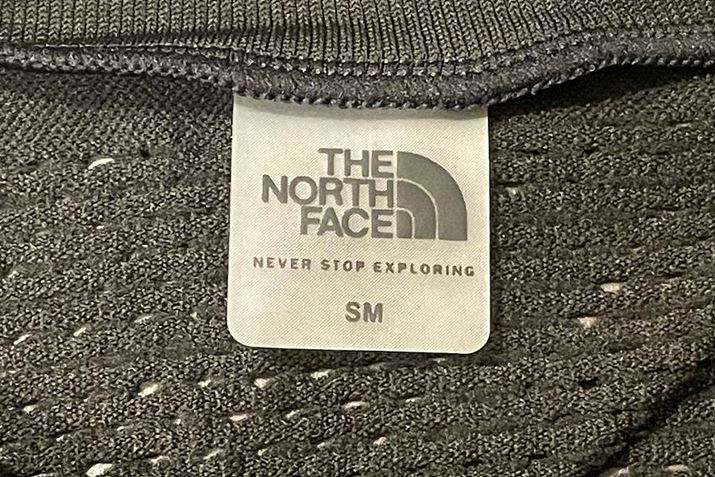 THE
NORTH
FACE
NEVER STOP EXPLORING
SM